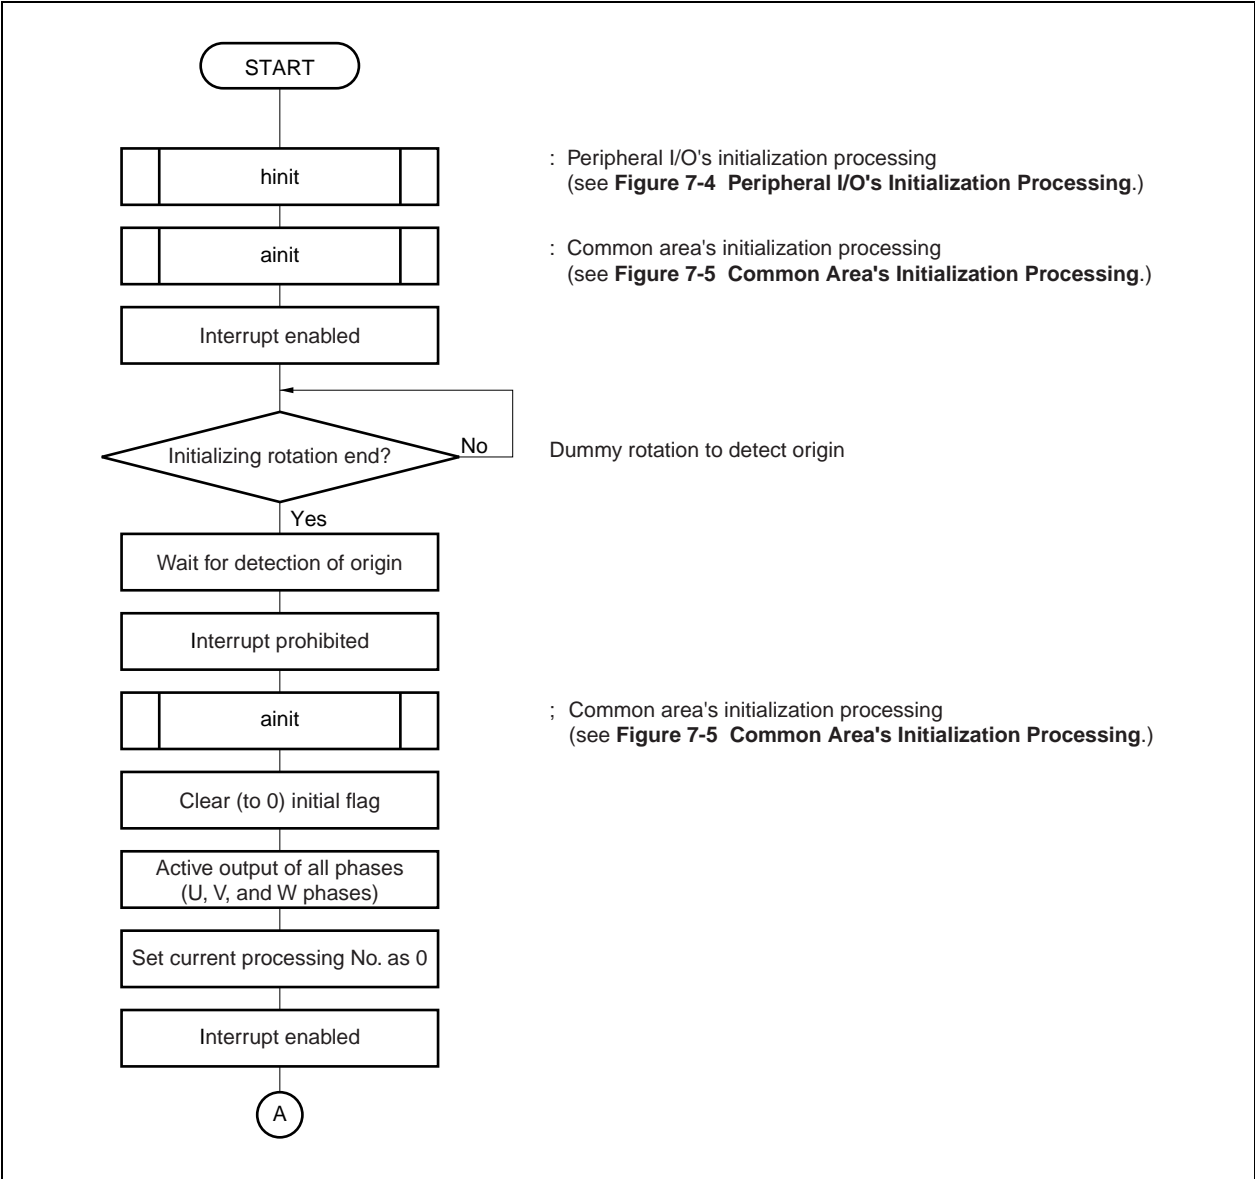 START
hinit
: Peripheral I/O's initialization processing
(see Figure 7-4 Peripheral I/O's Initialization Processing.)
ainit
: Common area's initialization processing
(see Figure 7-5 Common Area's Initialization Processing.)
Interrupt enabled
Initializing rotation end?
No
Dummy rotation to detect origin
Yes
Wait for detection of origin
Interrupt prohibited
ainit
; Common area's initialization processing
(see Figure 7-5 Common Area's Initialization Processing.)
Clear (to 0) initial flag
Active output of all phases
(U, V, and W phases)
Set current processing No. as 0
Interrupt enabled
A